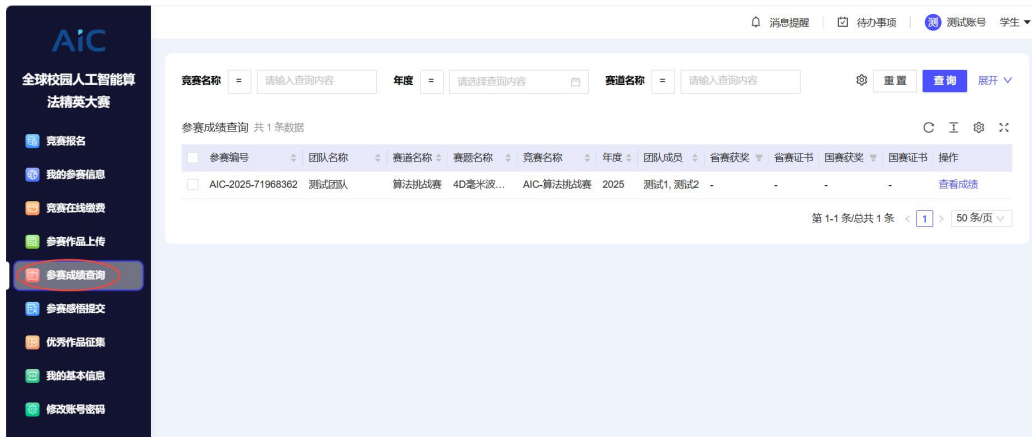 AiC
全球校园人工智能算
法精英大赛
竞赛报名
我的参赛信息
竞赛在线缴费
参赛作品上传
参赛成绩查询
参赛感悟提交
优秀作品征集
我的基本信息
修改账号密码
消息提醒 待办事项 测 测试账号 学生
竞赛名称 = 请输入查询内容 年度 = 请选择查询内容 赛道名称 = 请输入查询内容 重置 查询 展开
参赛成绩查询 共 1 条数据
参赛编号 团队名称 赛道名称 赛题名称 竞赛名称 年度 团队成员 省赛获奖 省赛证书 国赛获奖 国赛证书 操作
AIC-2025-71968362 测试团队 算法挑战赛 4D毫米波... AIC-算法挑战赛 2025 测试1, 测试2 - - - - 查看成绩
第 1-1 条/总共 1 条 < 1 > 50 条/页